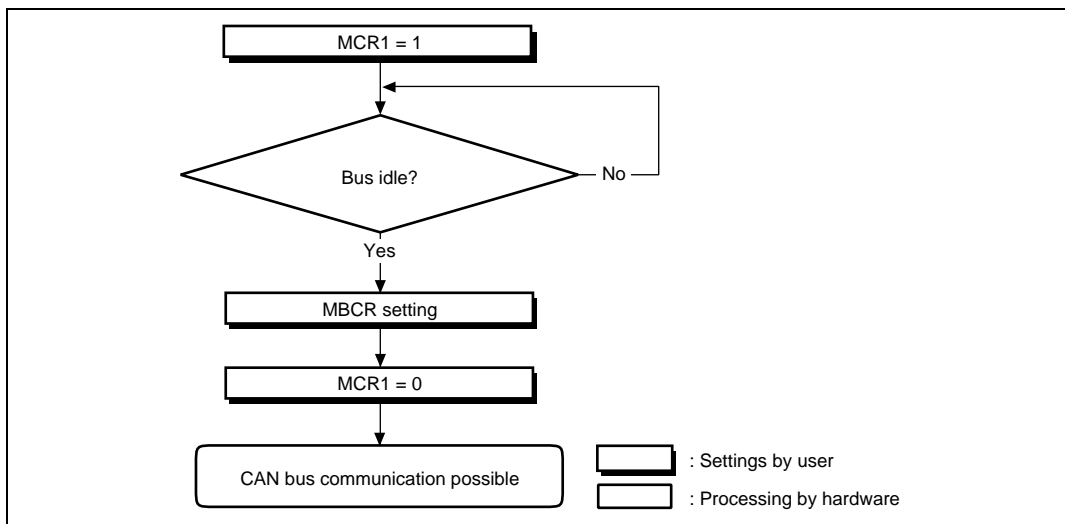 MCR1 = 1
Bus idle?
No
Yes
MBCR setting
MCR1 = 0
CAN bus communication possible
: Settings by user
: Processing by hardware